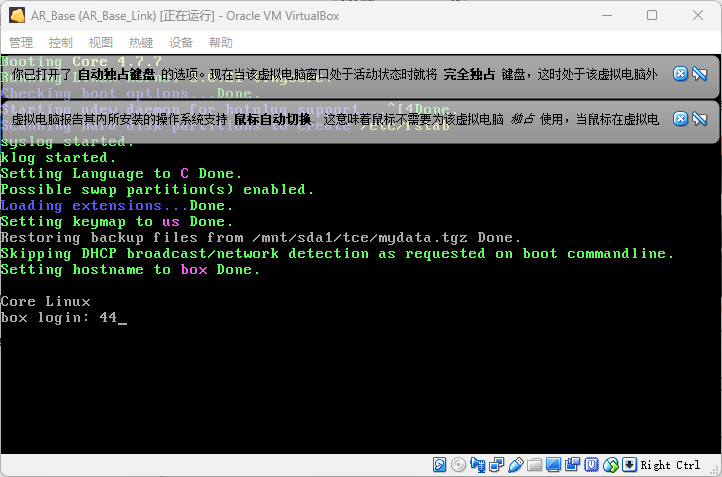 AR_Base (AR_Base_Link) [正在运行] - Oracle VM VirtualBox
管理 控制 视图 热键 设备 帮助
Booting Core 4.7.7
你已打开了 自动独占键盘 的选项。现在当该虚拟电脑窗口处于活动状态时就将 完全独占 键盘，这时处于该虚拟电脑外
Checking boot options...Done.
Starting udev daemon for hotplug support... ^[4Done.
虚拟电脑报告其内所安装的操作系统支持 鼠标自动切换、这意味着鼠标不需要为该虚拟电脑 独占 使用，当鼠标在虚拟电
Scanning hard disk partitions to create /etc/fstab
syslog started.
klog started.
Setting Language to C Done.
Possible swap partition(s) enabled.
Loading extensions...Done.
Setting keymap to us Done.
Restoring backup files from /mnt/sda1/tce/mydata.tgz Done.
Skipping DHCP broadcast/network detection as requested on boot commandline.
Setting hostname to box Done.
Core Linux
box login: 44_
Right Ctrl